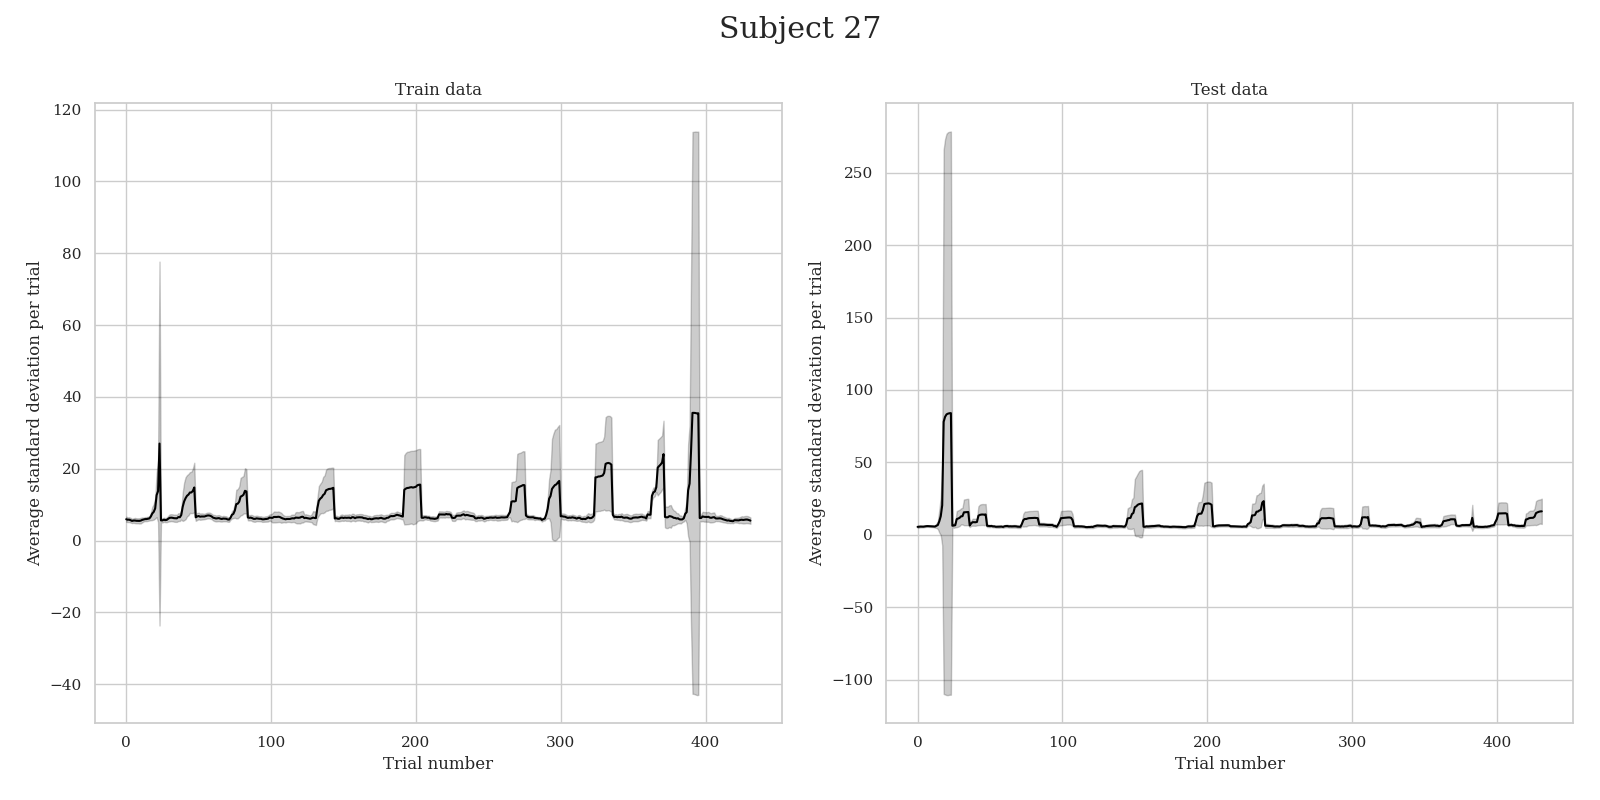 Subject 27
Train data
Average standard deviation per trial
120
100
80
60
40
20
0
−20
−40
0 100 200 300 400
Trial number
Test data
Average standard deviation per trial
250
200
150
100
50
0
−50
−100
0 100 200 300 400
Trial number